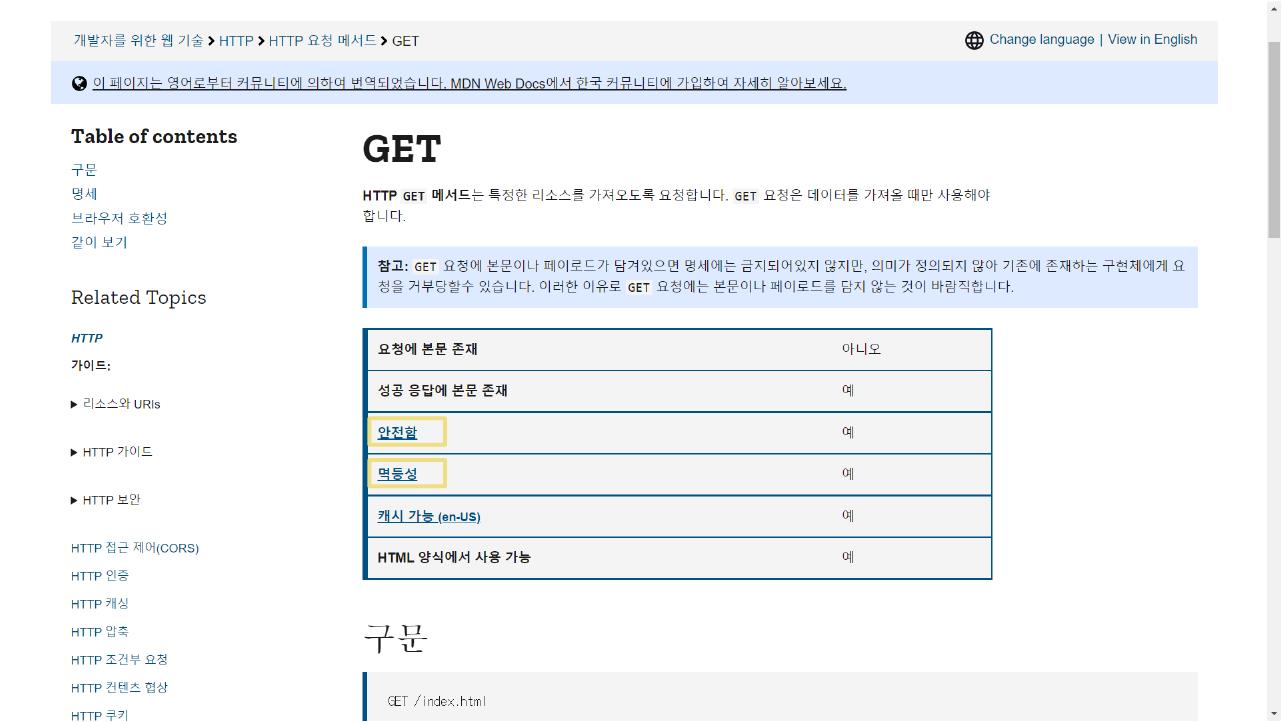 개발자를 위한 웹 기술 > HTTP > HTTP 요청 메서드 > GET
Change language | View in English
이 페이지는 영어로부터 커뮤니티에 의하여 번역되었습니다. MDN Web Docs에서 한국 커뮤니티에 가입하여 자세히 알아보세요.
Table of contents
구문
명세
브라우저 호환성
같이 보기
Related Topics
HTTP
가이드:
▶ 리소스와 URIs
▶ HTTP 가이드
▶ HTTP 보안
HTTP 접근 제어(CORS)
HTTP 인증
HTTP 캐싱
HTTP 압축
HTTP 조건부 요청
HTTP 컨텐츠 협상
HTTP 쿠키
GET
HTTP GET 메서드는 특정한 리소스를 가져오도록 요청합니다. GET 요청은 데이터를 가져올 때만 사용해야
합니다.
참고: GET 요청에 본문이나 페이로드가 담겨있으면 명세에는 금지되어있지 않지만, 의미가 정의되지 않아 기존에 존재하는 구현체에게 요
청을 거부당할수 있습니다. 이러한 이유로 GET 요청에는 본문이나 페이로드를 담지 않는 것이 바람직합니다.
요청에 본문 존재 아니오
성공 응답에 본문 존재 예
안전함 예
멱등성 예
캐시 가능 (en-US) 예
HTML 양식에서 사용 가능 예
구문
GET /index.html